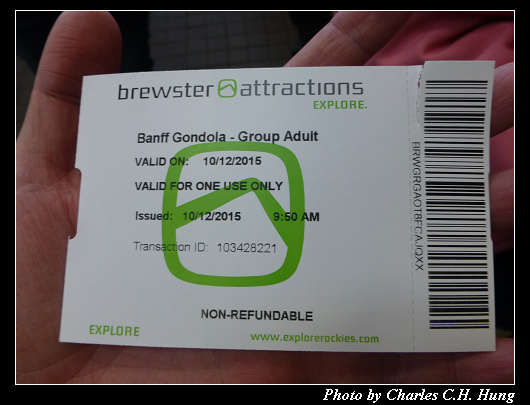 brewster attractions
EXPLORE.
Banff Gondola - Group Adult
VALID ON: 10/12/2015
VALID FOR ONE USE ONLY
Issued: 10/12/2015 9:50 AM
Transaction ID: 103428221
NON-REFUNDABLE
EXPLORE
www.explorerockies.com
BRWGRGAOT8FCAJQXX
Photo by Charles C.H. Hung